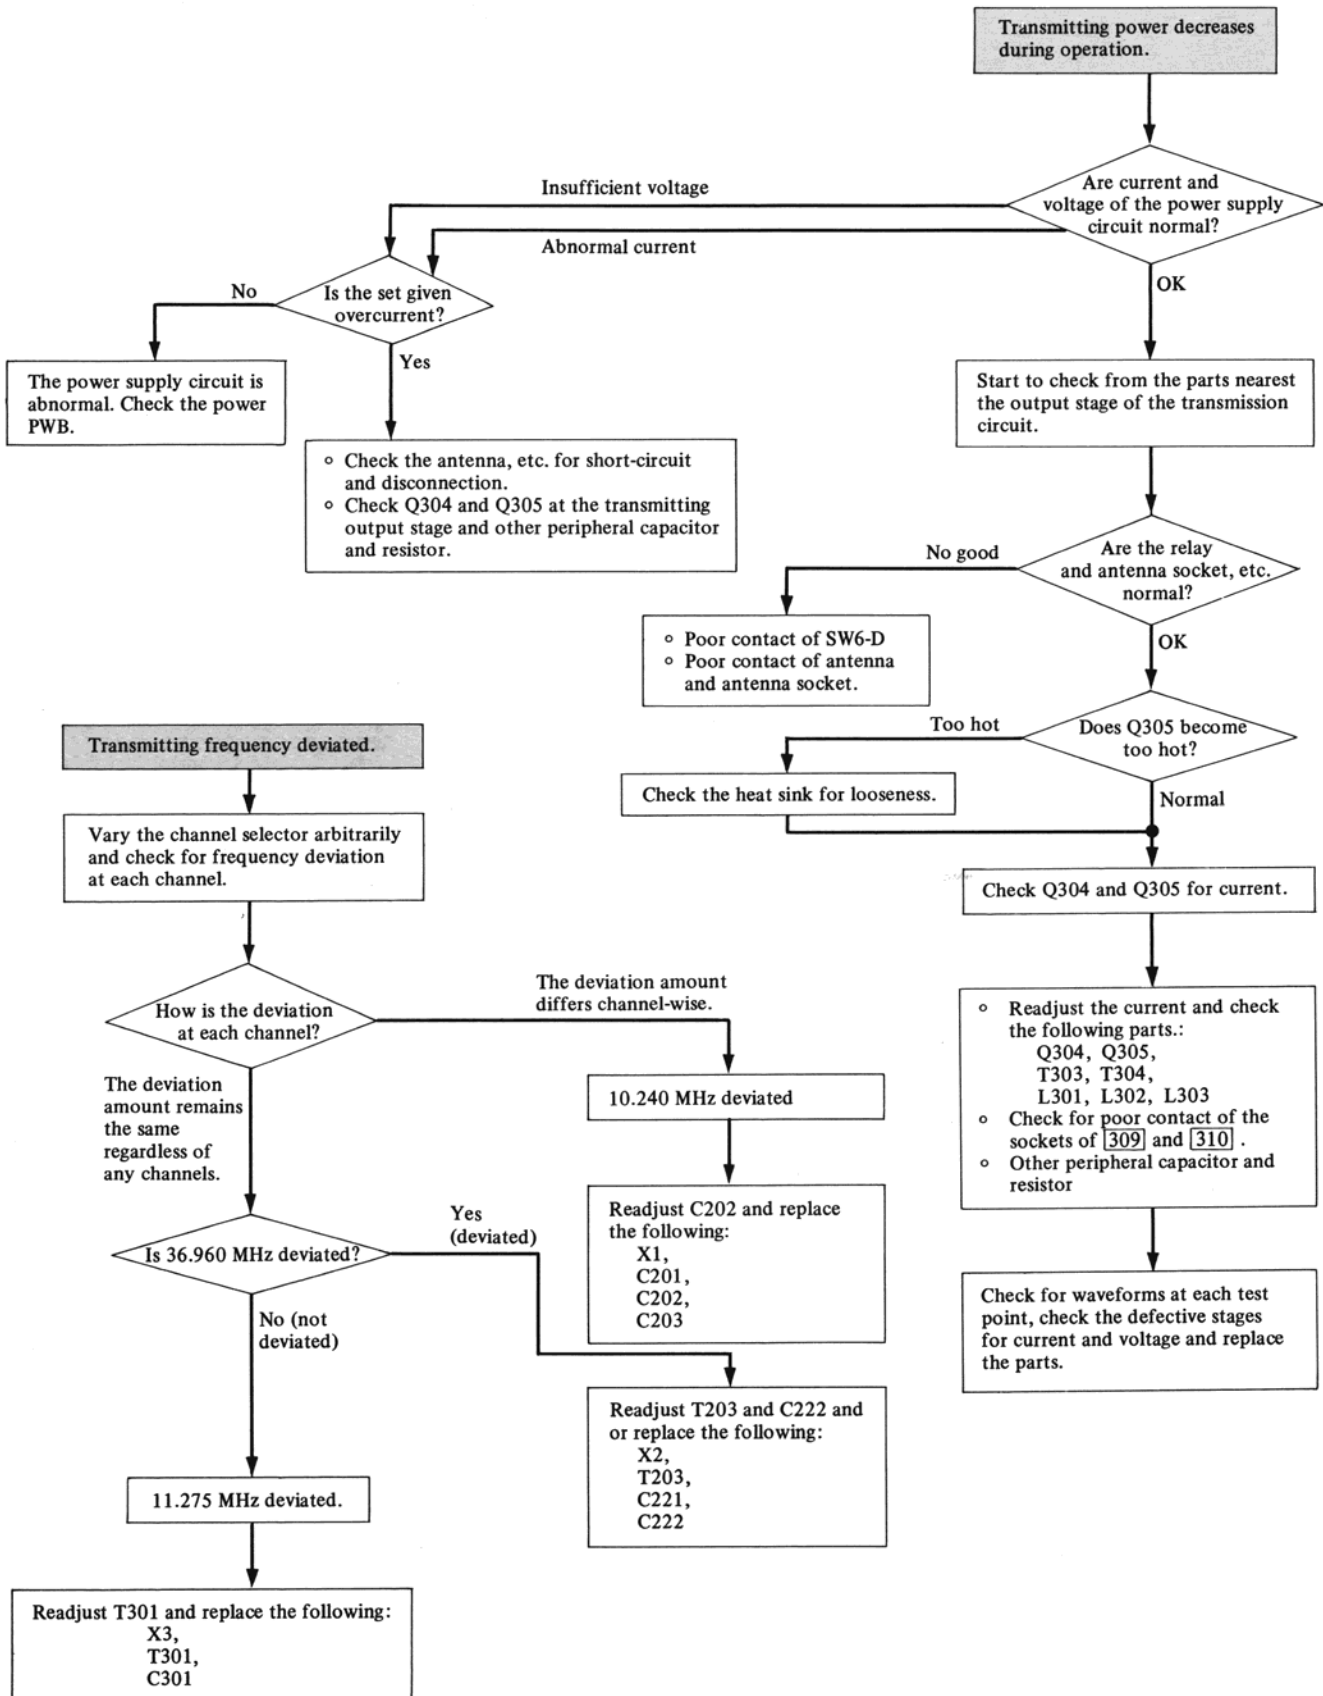 Transmitting power decreases
during operation.
Are current and
voltage of the power supply
circuit normal?
Insufficient voltage
Abnormal current
OK
Is the set given
overcurrent?
No
Yes
The power supply circuit is
abnormal. Check the power
PWB.
○ Check the antenna, etc. for short-circuit
and disconnection.
○ Check Q304 and Q305 at the transmitting
output stage and other peripheral capacitor
and resistor.
Start to check from the parts nearest
the output stage of the transmission
circuit.
Are the relay
and antenna socket, etc.
normal?
No good
OK
○ Poor contact of SW6-D
○ Poor contact of antenna
and antenna socket.
Does Q305 become
too hot?
Too hot
Normal
Check the heat sink for looseness.
Check Q304 and Q305 for current.
○ Readjust the current and check
the following parts.:
Q304, Q305,
T303, T304,
L301, L302, L303
○ Check for poor contact of the
sockets of 309 and 310 .
○ Other peripheral capacitor and
resistor
Check for waveforms at each test
point, check the defective stages
for current and voltage and replace
the parts.
Transmitting frequency deviated.
Vary the channel selector arbitrarily
and check for frequency deviation
at each channel.
How is the deviation
at each channel?
The deviation amount
differs channel-wise.
10.240 MHz deviated
Readjust C202 and replace
the following:
X1,
C201,
C202,
C203
The deviation
amount remains
the same
regardless of
any channels.
Is 36.960 MHz deviated?
Yes
(deviated)
Readjust T203 and C222 and
or replace the following:
X2,
T203,
C221,
C222
No (not
deviated)
11.275 MHz deviated.
Readjust T301 and replace the following:
X3,
T301,
C301